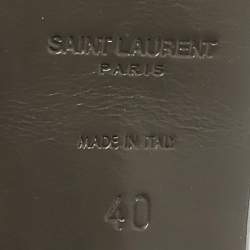 SAINT LAURENT
PARIS
MADE IN ITALY
40